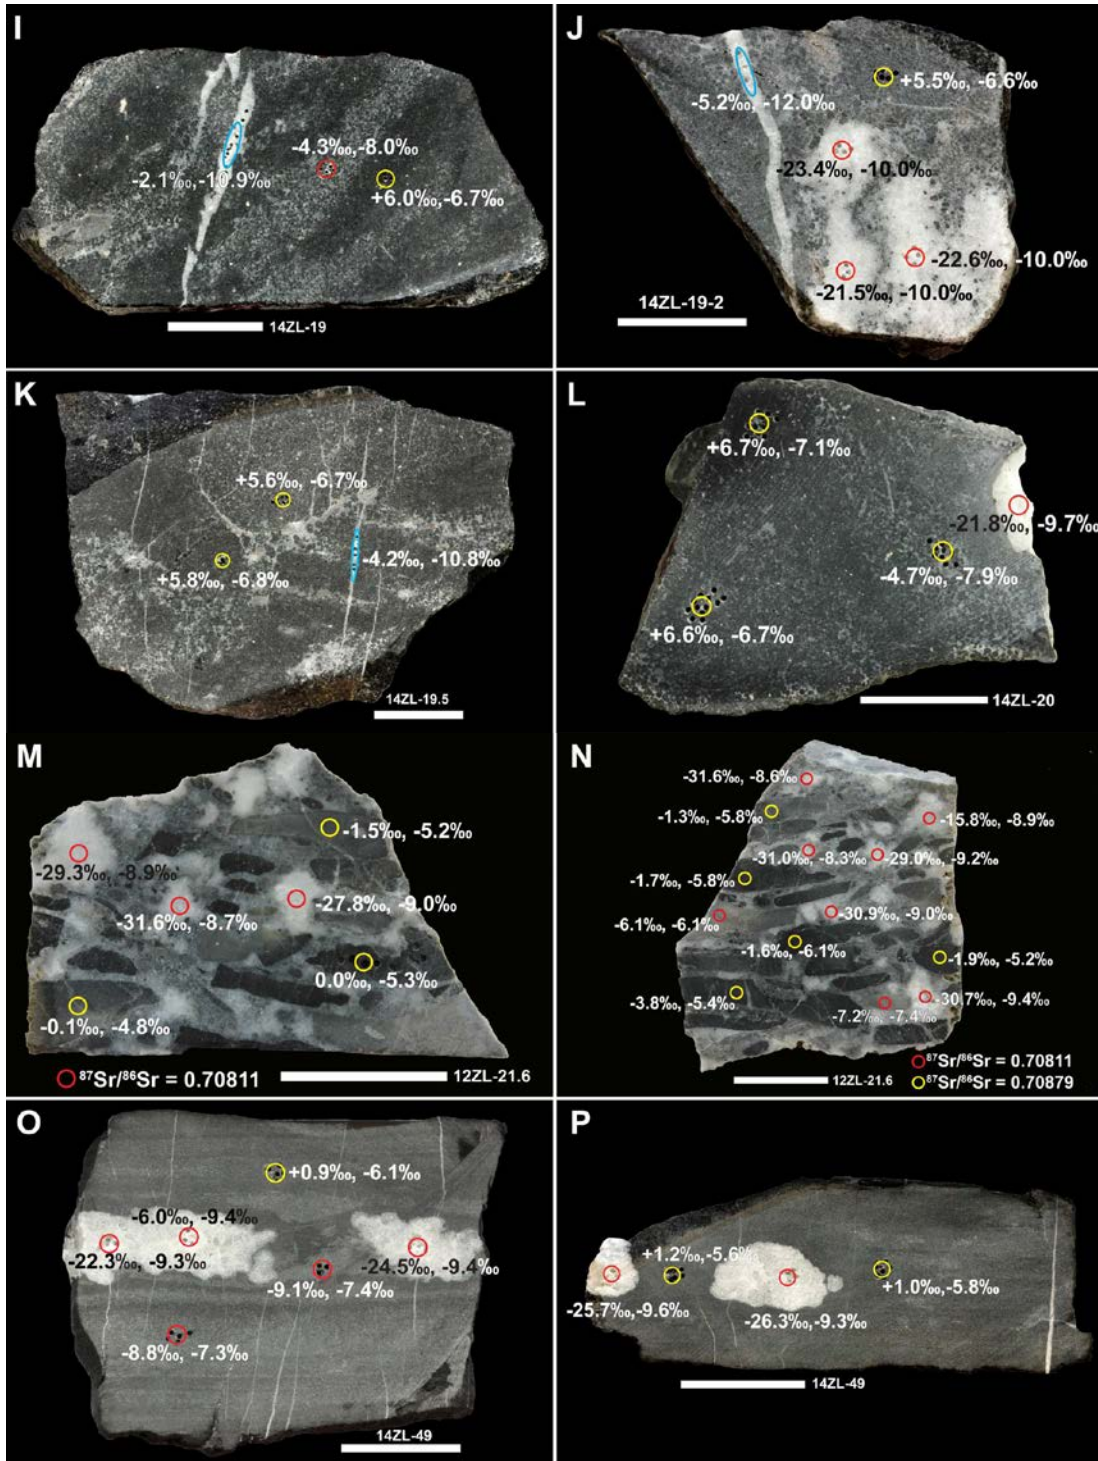 I
-4.3‰, -8.0‰
-2.1‰, -10.9‰
+6.0‰, -6.7‰
14ZL-19
J
+5.5‰, -6.6‰
-5.2‰, -12.0‰
-23.4‰, -10.0‰
-22.6‰, -10.0‰
-21.5‰, -10.0‰
14ZL-19-2
K
+5.6‰, -6.7‰
-4.2‰, -10.8‰
+5.8‰, -6.8‰
14ZL-19.5
L
+6.7‰, -7.1‰
-21.8‰, -9.7‰
-4.7‰, -7.9‰
+6.6‰, -6.7‰
14ZL-20
M
-1.5‰, -5.2‰
-29.3‰, -8.9‰
-27.8‰, -9.0‰
-31.6‰, -8.7‰
0.0‰, -5.3‰
-0.1‰, -4.8‰
⁸⁷Sr/⁸⁶Sr = 0.70811
12ZL-21.6
N
-31.6‰, -8.6‰
-1.3‰, -5.8‰
-15.8‰, -8.9‰
-31.0‰, -8.3‰
-29.0‰, -9.2‰
-1.7‰, -5.8‰
-6.1‰, -6.1‰
-30.9‰, -9.0‰
-1.6‰, -6.1‰
-1.9‰, -5.2‰
-3.8‰, -5.4‰
-30.7‰, -9.4‰
-7.2‰, -7.4‰
⁸⁷Sr/⁸⁶Sr = 0.70811
12ZL-21.6
⁸⁷Sr/⁸⁶Sr = 0.70879
O
+0.9‰, -6.1‰
-6.0‰, -9.4‰
-22.3‰, -9.3‰
-24.5‰, -9.4‰
-9.1‰, -7.4‰
-8.8‰, -7.3‰
14ZL-49
P
+1.2‰, -5.6‰
+1.0‰, -5.8‰
-25.7‰, -9.6‰
-26.3‰, -9.3‰
14ZL-49